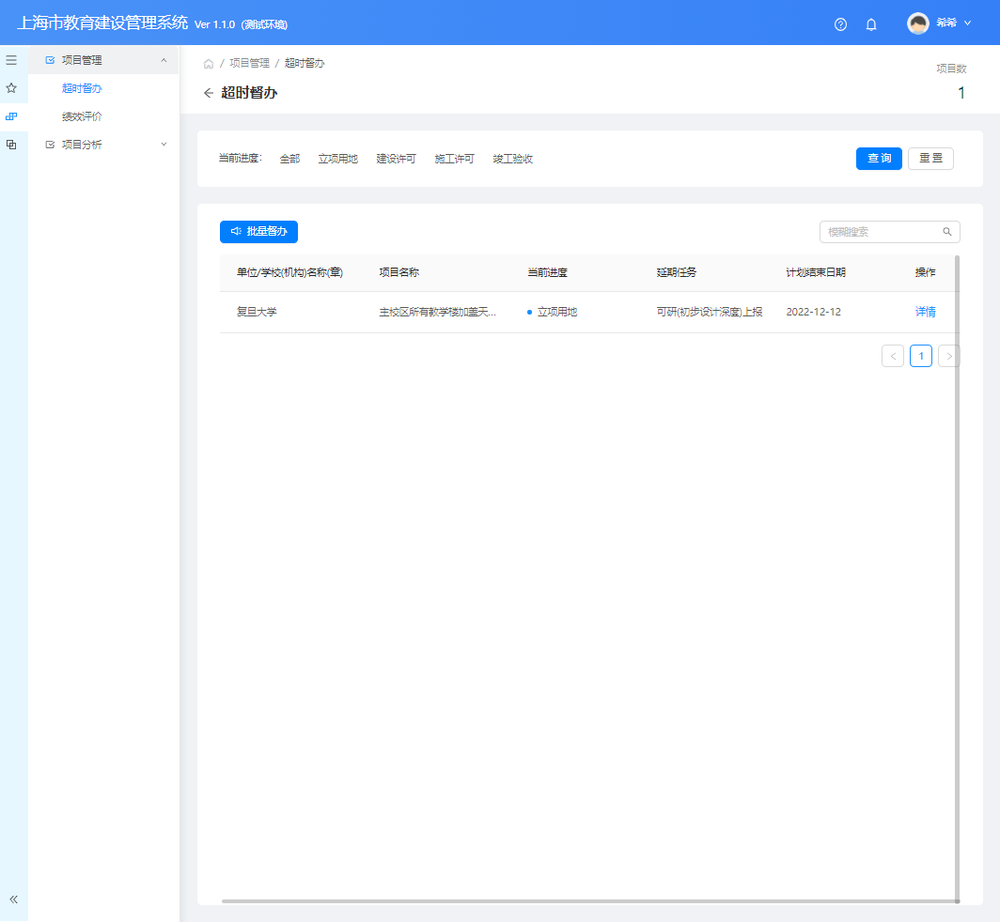 上海市教育建设管理系统 Ver 1.1.0 (测试环境)
希希
项目管理
超时督办
绩效评价
项目分析
/ 项目管理 / 超时督办
项目数
超时督办
1
当前进度: 全部 立项用地 建设许可 施工许可 竣工验收 查询 重置
批量督办
模糊搜索
单位/学校(机构)名称(章) 项目名称 当前进度 延期任务 计划结束日期 操作
复旦大学 主校区所有教学楼加盖天... 立项用地 可研(初步设计深度)上报 2022-12-12 详情
1